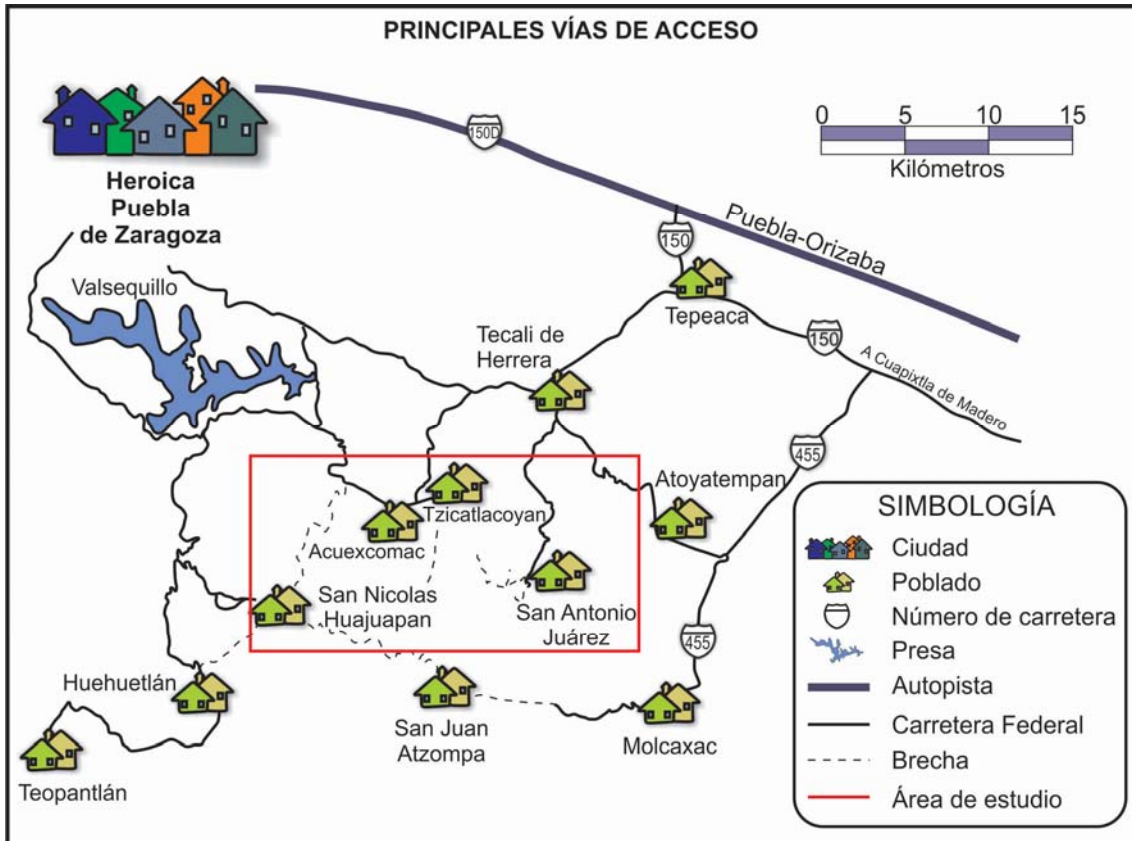 PRINCIPALES VÍAS DE ACCESO
150D
0 5 10 15
Kilómetros
Heroica
Puebla
de Zaragoza
Puebla-Orizaba
150
Valsequillo
Tepeaca
150
Tecali de
Herrera
A Cuapixtla de Madero
455
Atoyatempan
Tzicatlacoyan
Acuexcomac
San Nicolas
Huajuapan
San Antonio
Juárez
455
Huehuetlán
San Juan
Atzompa
Molcaxac
Teopantlán
SIMBOLOGÍA
Ciudad
Poblado
Número de carretera
Presa
Autopista
Carretera Federal
Brecha
Área de estudio